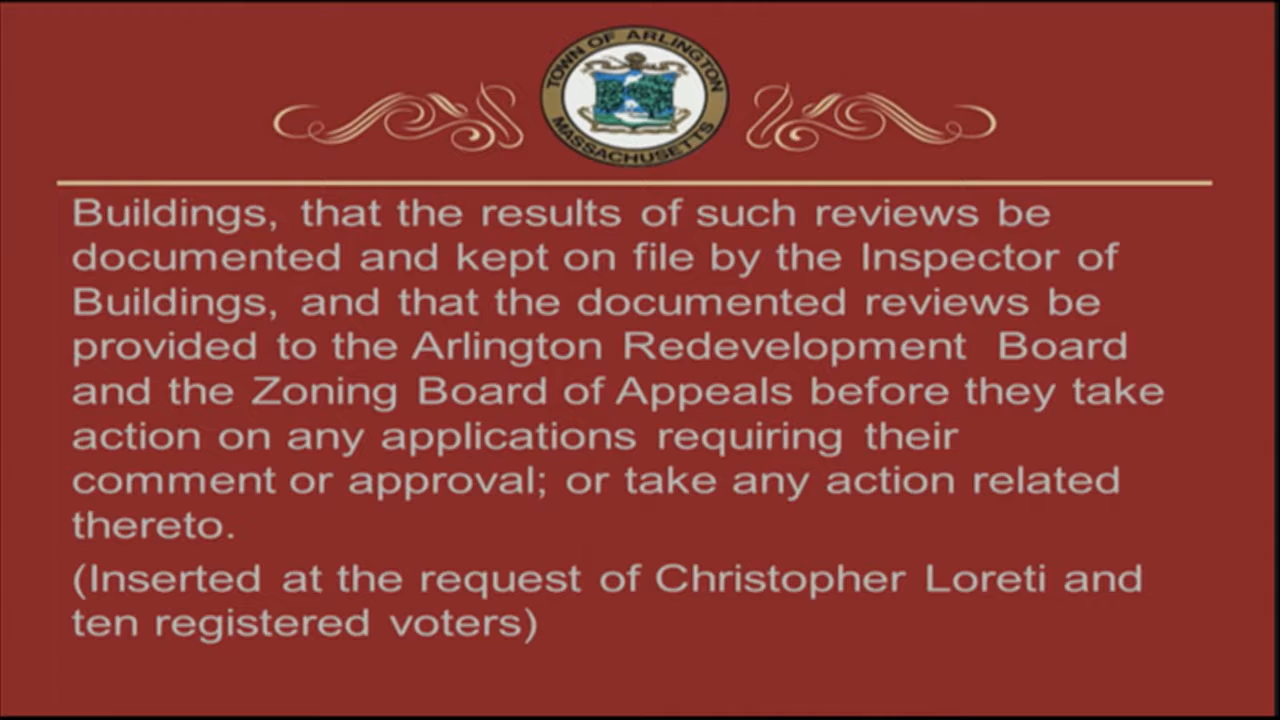 TOWN OF ARLINGTON
MASSACHUSETTS
Buildings, that the results of such reviews be
documented and kept on file by the Inspector of
Buildings, and that the documented reviews be
provided to the Arlington Redevelopment Board
and the Zoning Board of Appeals before they take
action on any applications requiring their
comment or approval; or take any action related
thereto.
(Inserted at the request of Christopher Loreti and
ten registered voters)